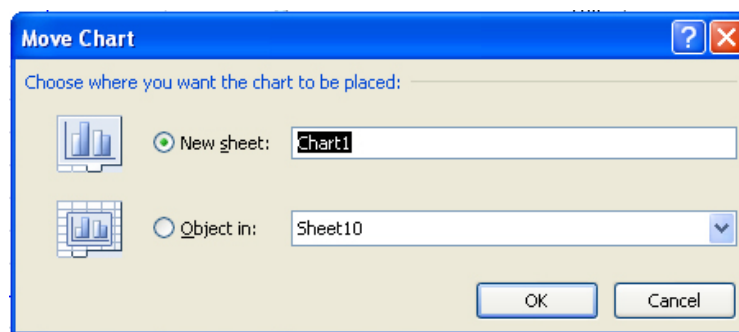 Move Chart
Choose where you want the chart to be placed:
New sheet: Chart1
Object in: Sheet10
OK Cancel